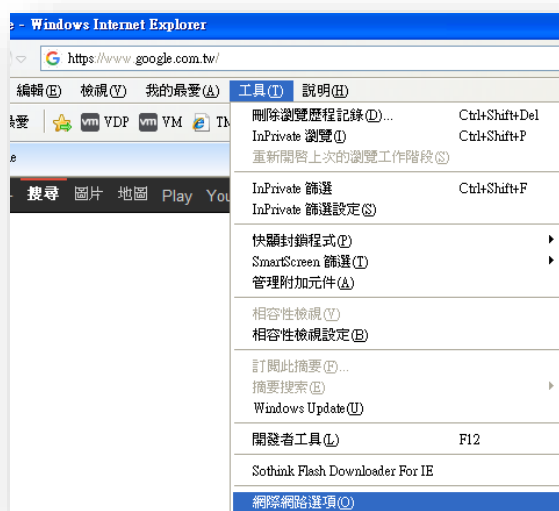 - Windows Internet Explorer
https://www.google.com.tw/
編輯(E) 檢視(V) 我的最愛(A) 工具(T) 說明(H)
VDP VM
搜尋 圖片 地圖 Play
刪除瀏覽歷程記錄(D)... Ctrl+Shift+Del
InPrivate 瀏覽(I) Ctrl+Shift+P
重新開啟上次的瀏覽工作階段(S)
InPrivate 篩選 Ctrl+Shift+F
InPrivate 篩選設定(S)
快顯封鎖程式(P)
SmartScreen 篩選(T)
管理附加元件(A)
相容性檢視(V)
相容性檢視設定(B)
訂閱此摘要(F)...
摘要搜索(E)
Windows Update(U)
開發者工具(L) F12
Sothink Flash Downloader For IE
網際網路選項(O)